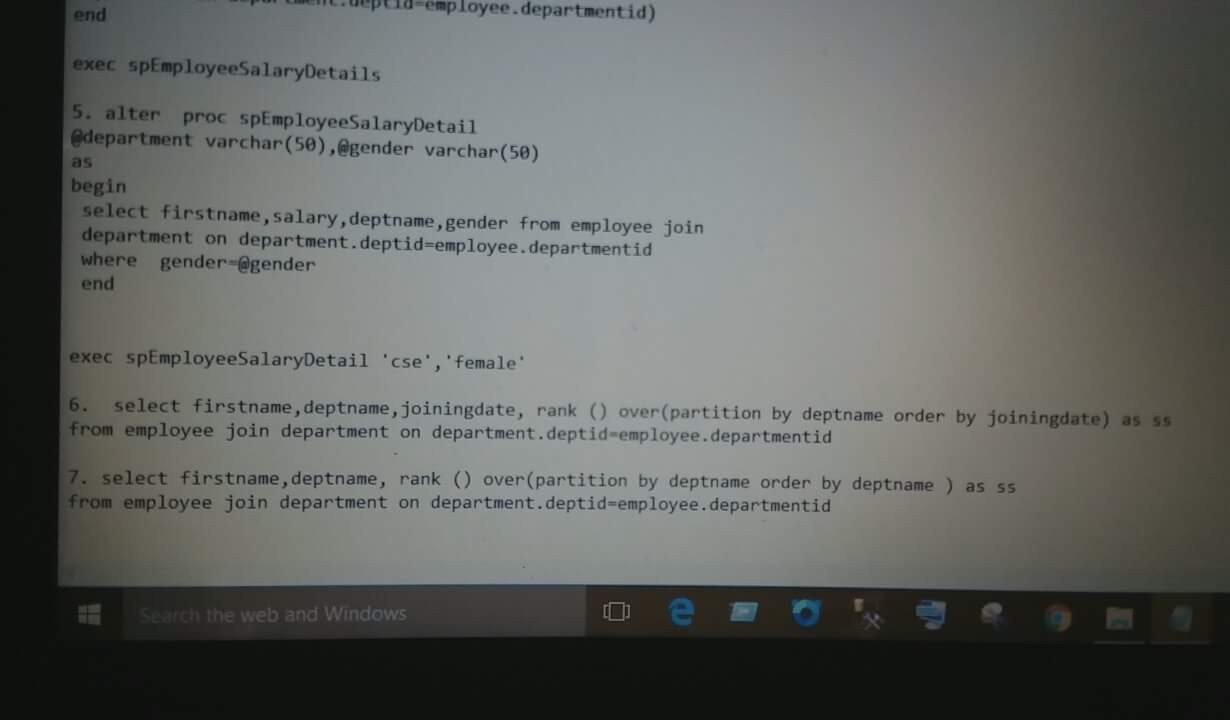 department.deptid=employee.departmentid)
end
exec spEmployeeSalaryDetails
5. alter  proc spEmployeeSalaryDetail
@department varchar(50),@gender varchar(50)
as
begin
select firstname,salary,deptname,gender from employee join
department on department.deptid=employee.departmentid
where  gender=@gender
end
exec spEmployeeSalaryDetail 'cse','female'
6.  select firstname,deptname,joiningdate, rank () over(partition by deptname order by joiningdate) as ss
from employee join department on department.deptid=employee.departmentid
7. select firstname,deptname, rank () over(partition by deptname order by deptname ) as ss
from employee join department on department.deptid=employee.departmentid
Search the web and Windows